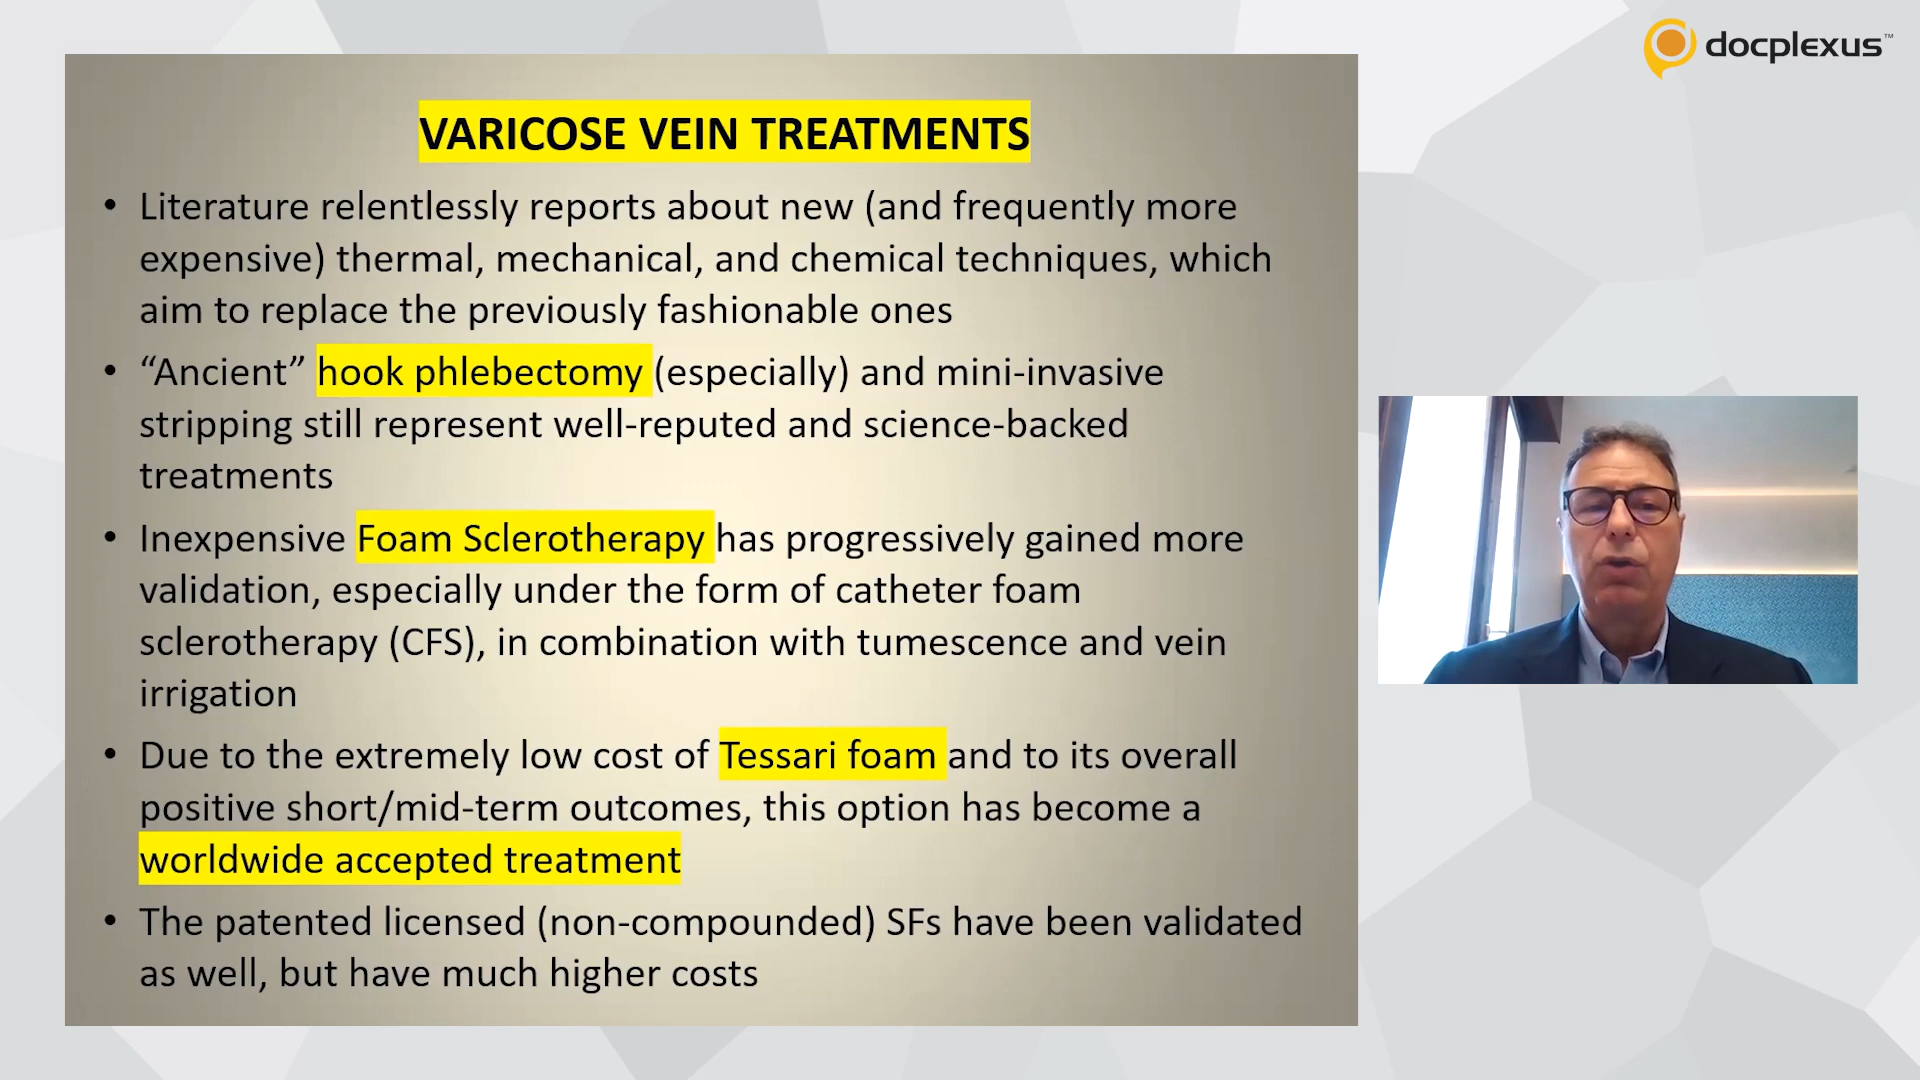 docplexus™
VARICOSE VEIN TREATMENTS
• Literature relentlessly reports about new (and frequently more
expensive) thermal, mechanical, and chemical techniques, which
aim to replace the previously fashionable ones
• “Ancient” hook phlebectomy (especially) and mini-invasive
stripping still represent well-reputed and science-backed
treatments
• Inexpensive Foam Sclerotherapy has progressively gained more
validation, especially under the form of catheter foam
sclerotherapy (CFS), in combination with tumescence and vein
irrigation
• Due to the extremely low cost of Tessari foam and to its overall
positive short/mid-term outcomes, this option has become a
worldwide accepted treatment
• The patented licensed (non-compounded) SFs have been validated
as well, but have much higher costs